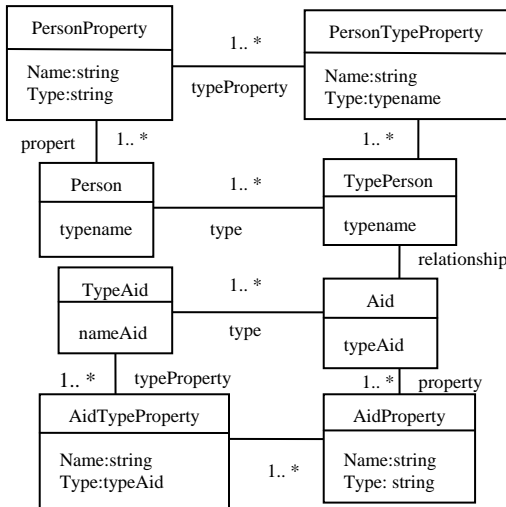 PersonProperty
Name:string
Type:string
1.. *
typeProperty
PersonTypeProperty
Name:string
Type:typename
propert
1.. *
1.. *
Person
typename
1.. *
type
TypePerson
typename
relationship
TypeAid
nameAid
1.. *
type
Aid
typeAid
1.. *
typeProperty
1.. *
property
AidTypeProperty
Name:string
Type:typeAid
1.. *
AidProperty
Name:string
Type: string